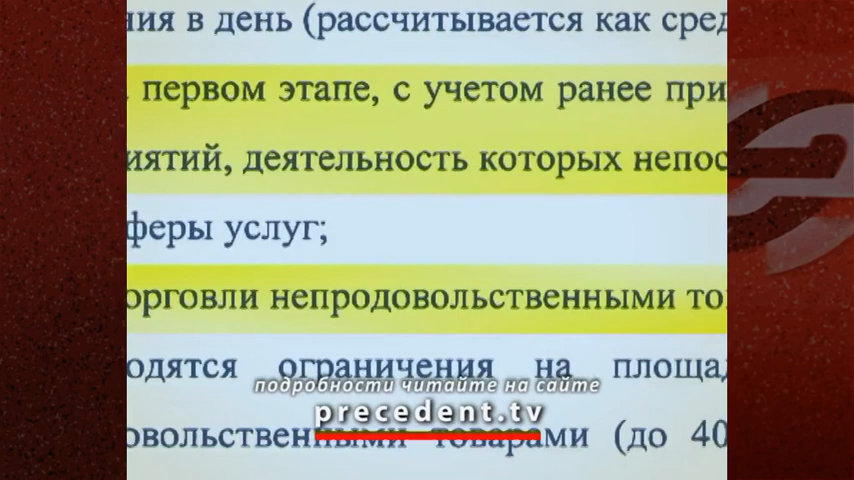 ния в день (рассчитывается как сред
первом этапе, с учетом ранее при
иятий, деятельность которых непос
феры услуг;
орговли непродовольственными то
одятся ограничения на площад
подробности читайте на сайте
precedent.tv
овольственными товарами (до 40